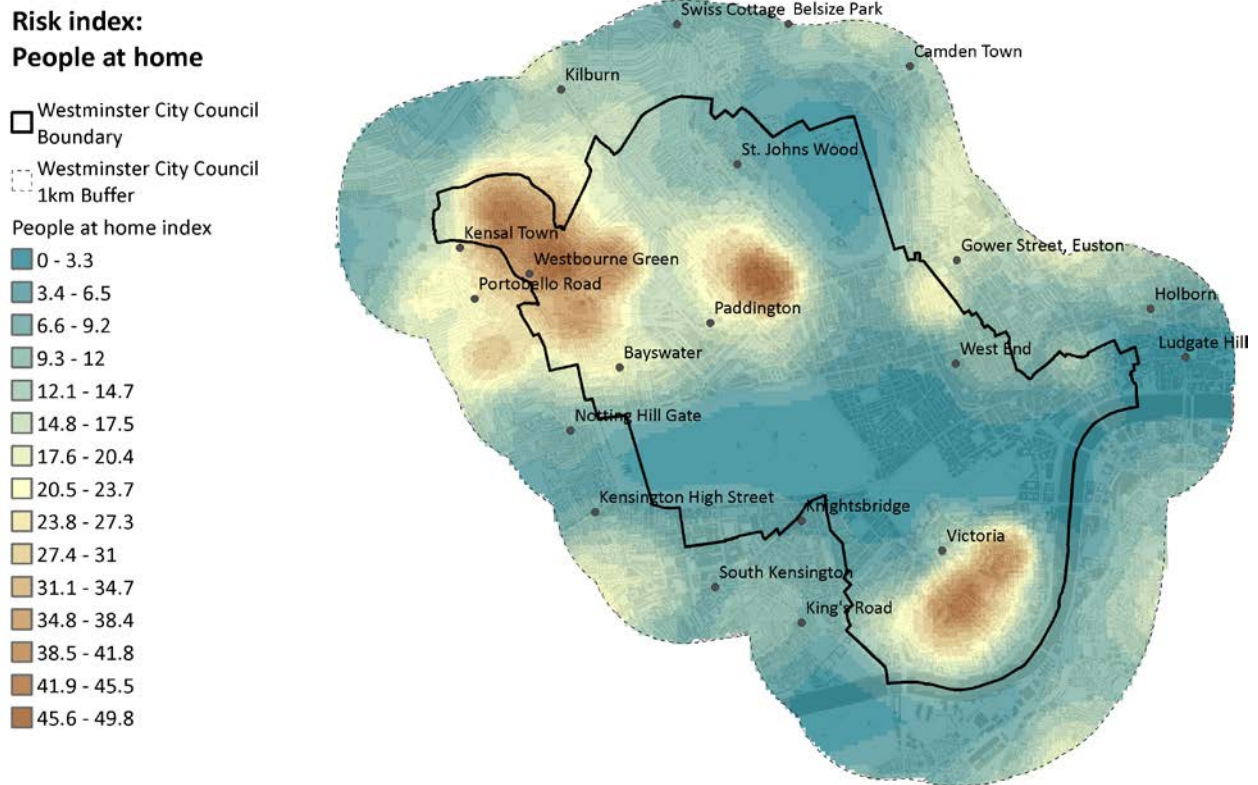 Risk index:
People at home
Westminster City Council
Boundary
Westminster City Council
1km Buffer
People at home index
0 - 3.3
3.4 - 6.5
6.6 - 9.2
9.3 - 12
12.1 - 14.7
14.8 - 17.5
17.6 - 20.4
20.5 - 23.7
23.8 - 27.3
27.4 - 31
31.1 - 34.7
34.8 - 38.4
38.5 - 41.8
41.9 - 45.5
45.6 - 49.8
Swiss Cottage
Belsize Park
Camden Town
Kilburn
St. Johns Wood
Kensal Town
Gower Street, Euston
Westbourne Green
Portobello Road
Holborn
Paddington
Ludgate Hill
West End
Bayswater
Notting Hill Gate
Kensington High Street
Knightsbridge
Victoria
South Kensington
King's Road